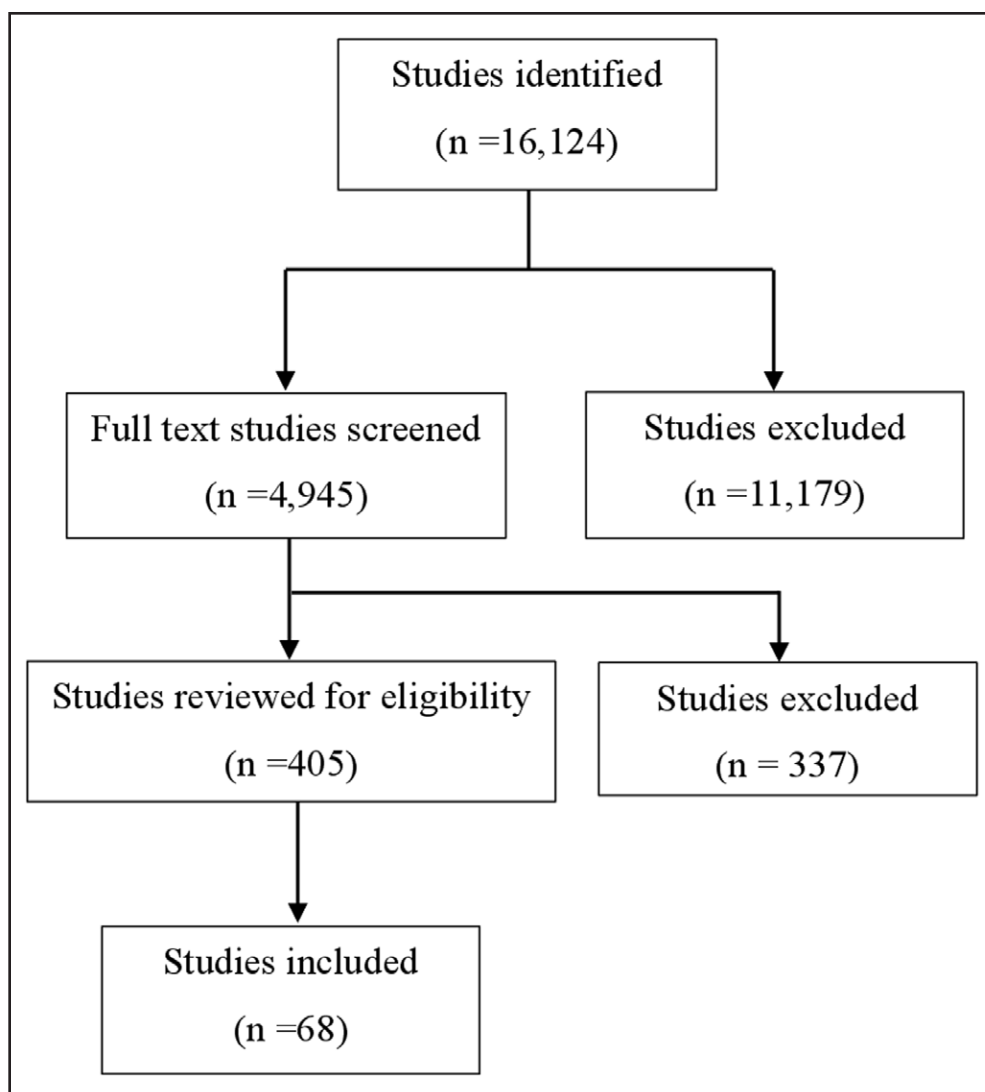 Studies identified
(n =16,124)
Full text studies screened
(n =4,945)
Studies excluded
(n =11,179)
Studies reviewed for eligibility
(n =405)
Studies excluded
(n = 337)
Studies included
(n =68)